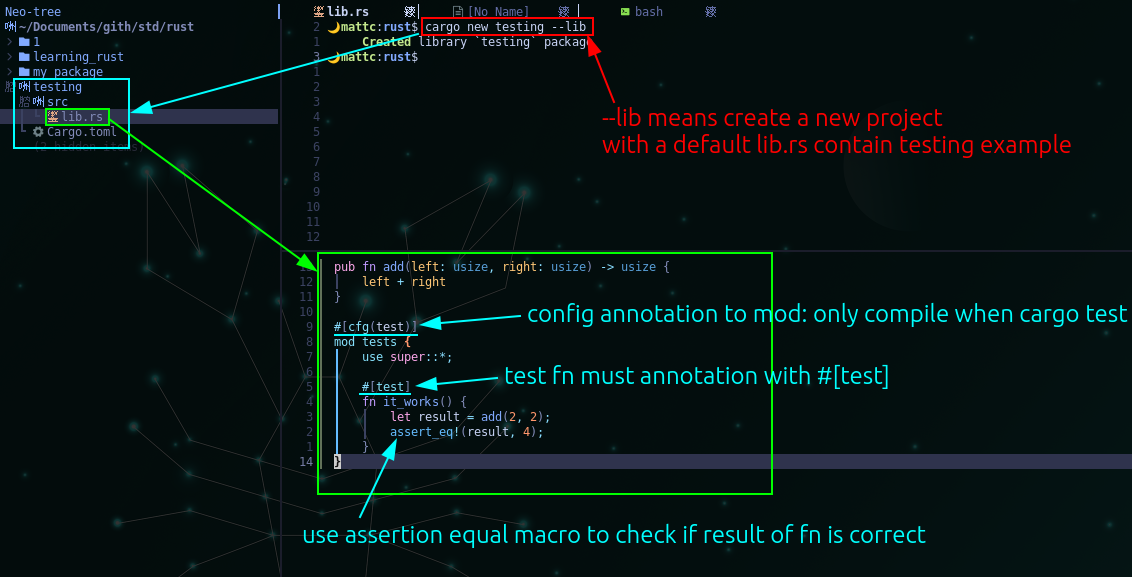 Neo-tree
lib.rs
[No Name]
bash
~/Documents/gith/std/rust
1
learning_rust
my_package
testing
src
lib.rs
Cargo.toml
(2 hidden items)
2 mattc:rust$ cargo new testing --lib
1 Created library `testing` package
3 mattc:rust$
1
2
3
4
5
6
7
8
9
10
11
12
--lib means create a new project
with a default lib.rs contain testing example
13 pub fn add(left: usize, right: usize) -> usize {
12 left + right
11 }
10
9 #[cfg(test)]
8 mod tests {
7 use super::*;
6
5 #[test]
4 fn it_works() {
3 let result = add(2, 2);
2 assert_eq!(result, 4);
1 }
14 }
config annotation to mod: only compile when cargo test
test fn must annotation with #[test]
use assertion equal macro to check if result of fn is correct